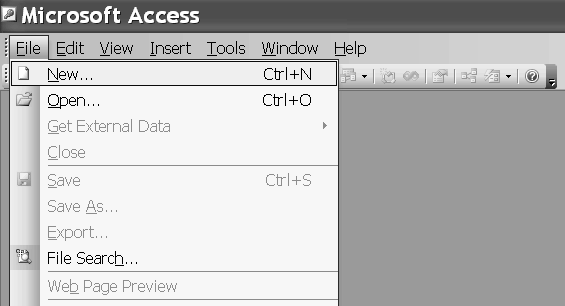 Microsoft Access
File Edit View Insert Tools Window Help
New... Ctrl+N
Open... Ctrl+O
Get External Data
Close
Save Ctrl+S
Save As...
Export...
File Search...
Web Page Preview